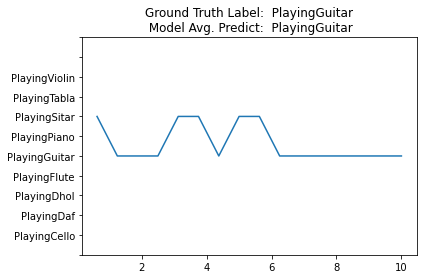 Ground Truth Label:  PlayingGuitar
Model Avg. Predict:  PlayingGuitar
PlayingViolin
PlayingTabla
PlayingSitar
PlayingPiano
PlayingGuitar
PlayingFlute
PlayingDhol
PlayingDaf
PlayingCello
2 4 6 8 10